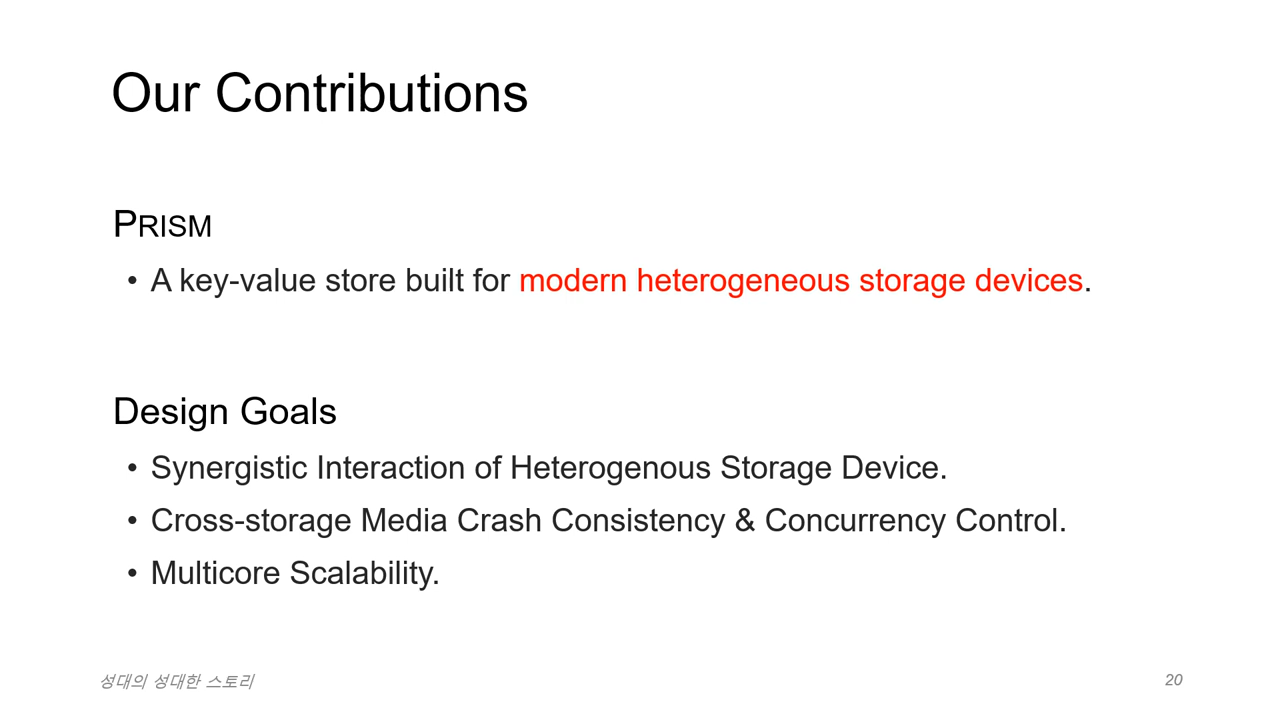 Our Contributions
PRISM
• A key-value store built for modern heterogeneous storage devices.
Design Goals
• Synergistic Interaction of Heterogenous Storage Device.
• Cross-storage Media Crash Consistency & Concurrency Control.
• Multicore Scalability.
성대의 성대한 스토리
20